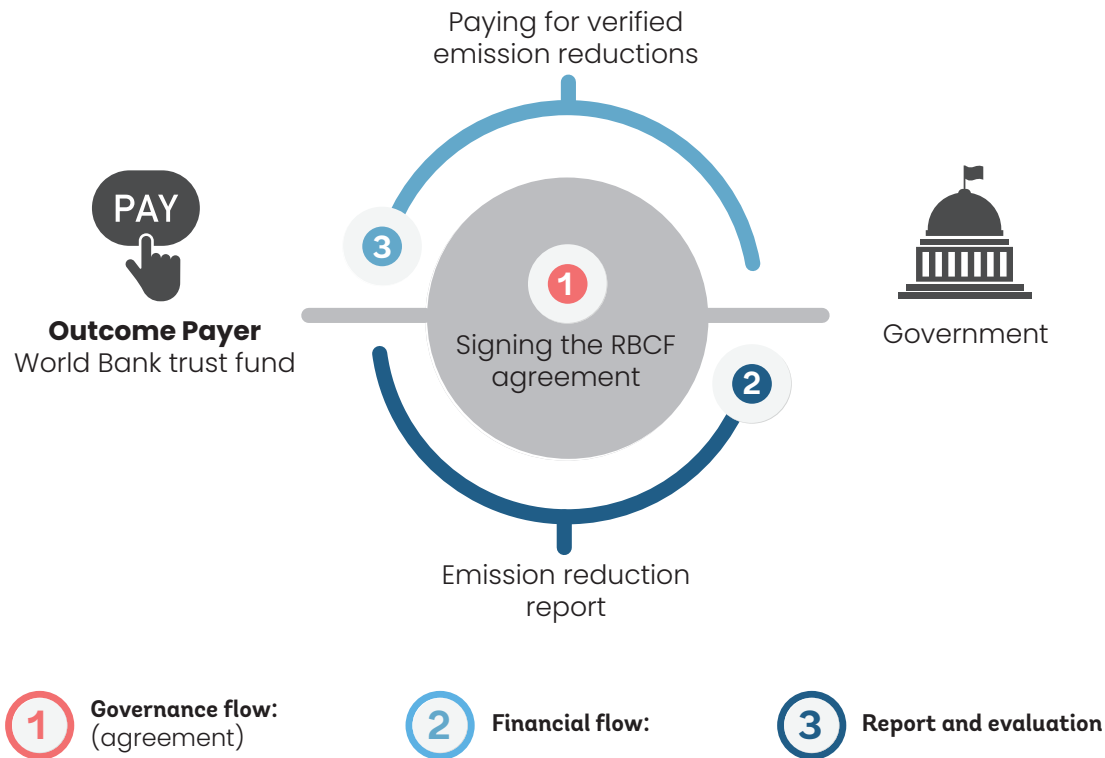 Paying for verified
emission reductions
PAY
3
1
Outcome Payer
World Bank trust fund
Signing the RBCF
agreement
Government
2
Emission reduction
report
1
Governance flow:
(agreement)
2
Financial flow:
3
Report and evaluation